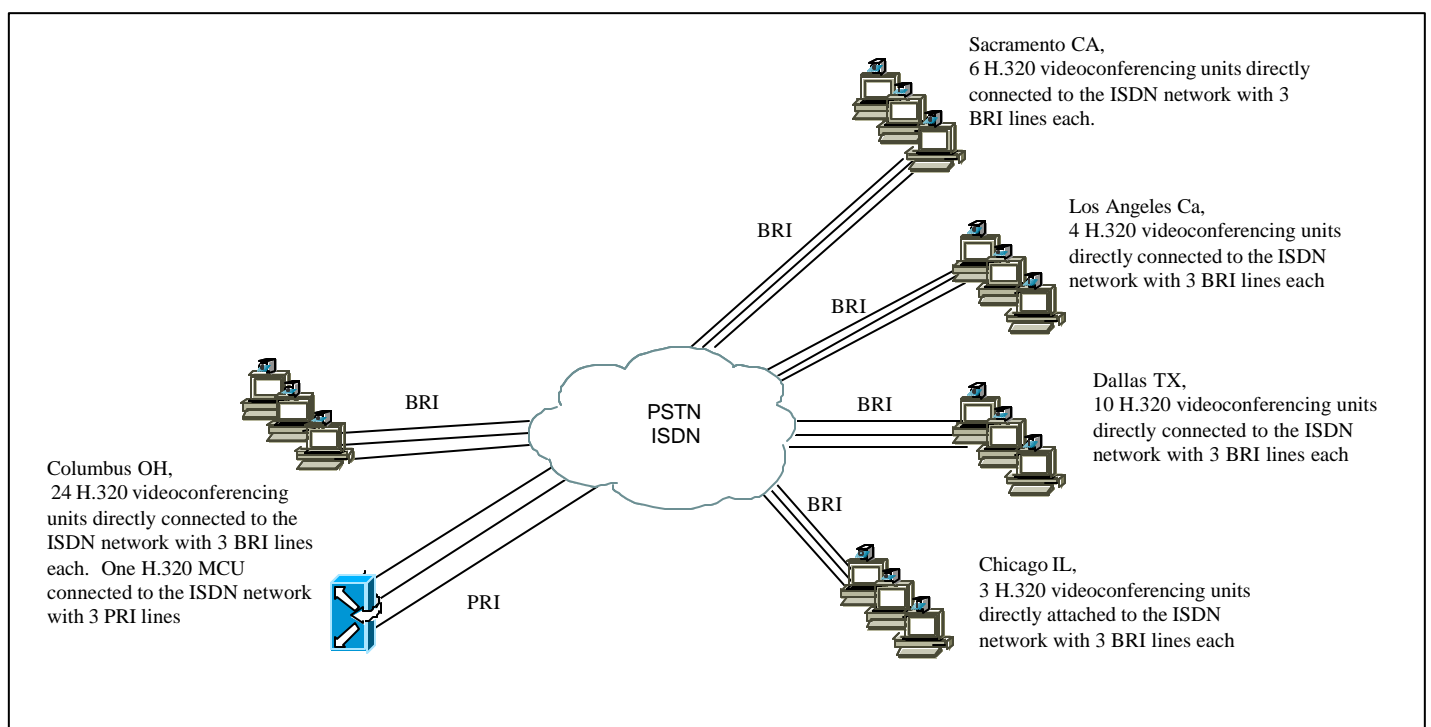 Sacramento CA,
6 H.320 videoconferencing units directly
connected to the ISDN network with 3
BRI lines each.
BRI
Los Angeles Ca,
4 H.320 videoconferencing units
directly connected to the ISDN
network with 3 BRI lines each
BRI
Dallas TX,
10 H.320 videoconferencing units
directly connected to the ISDN
network with 3 BRI lines each
BRI
PSTN
ISDN
BRI
Columbus OH,
24 H.320 videoconferencing
units directly connected to the
ISDN network with 3 BRI lines
each. One H.320 MCU
connected to the ISDN network
with 3 PRI lines
PRI
BRI
Chicago IL,
3 H.320 videoconferencing units
directly attached to the ISDN
network with 3 BRI lines each